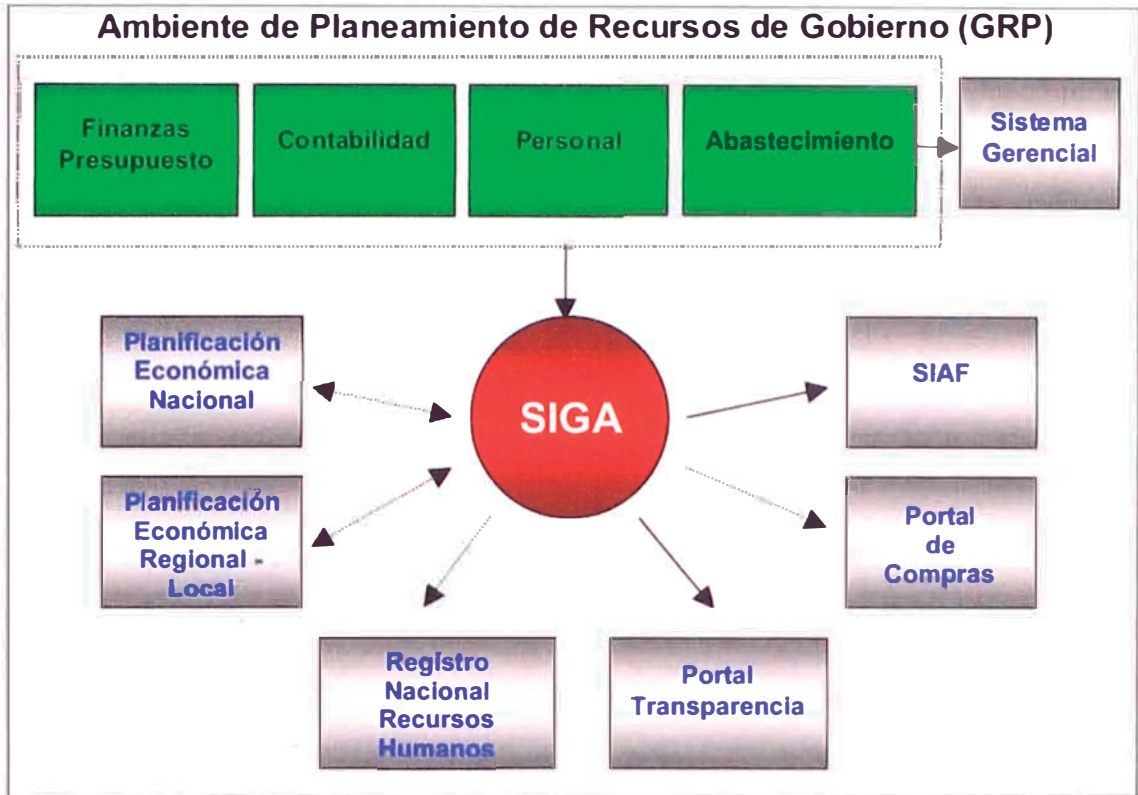 Ambiente de Planeamiento de Recursos de Gobierno (GRP)
Finanzas
Presupuesto
Contabilidad
Personal
Abastecimiento
Sistema
Gerencial
Planificación
Económica
Nacional
SIGA
SIAF
Planificación
Económica
Regional -
Local
Portal
de
Compras
Registro
Nacional
Recursos
Humanos
Portal
Transparencia